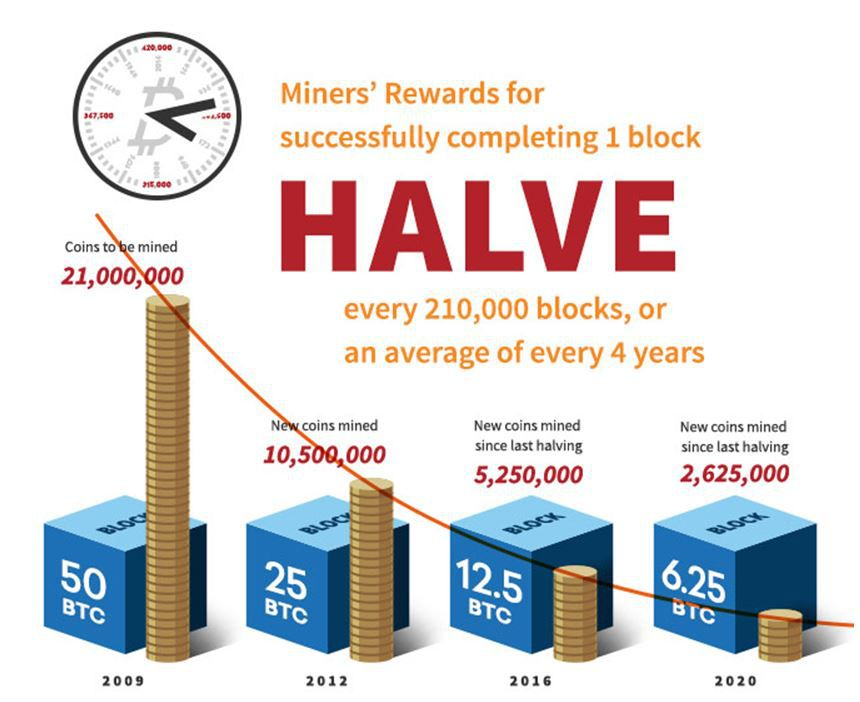 420,000
367,500
315,000
Miners' Rewards for
successfully completing 1 block
HALVE
every 210,000 blocks, or
an average of every 4 years
Coins to be mined
21,000,000
New coins mined
10,500,000
New coins mined
since last halving
5,250,000
New coins mined
since last halving
2,625,000
BLOCK
50
BTC
BLOCK
25
BTC
BLOCK
12.5
BTC
BLOCK
6.25
BTC
2009
2012
2016
2020